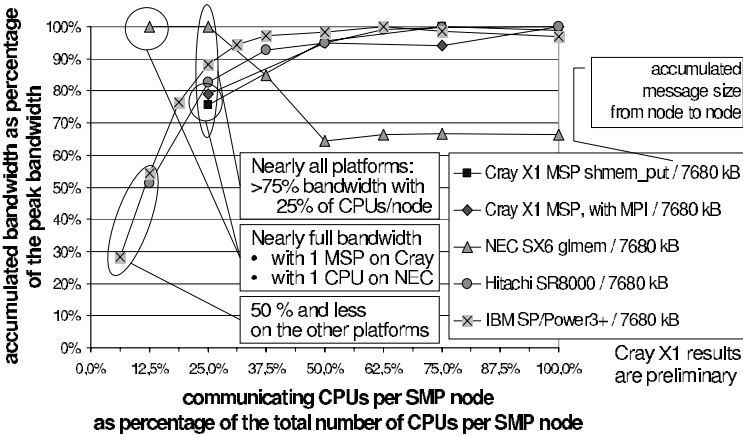 accumulated bandwidth as percentage
of the peak bandwidth
100%
90%
80%
70%
60%
50%
40%
30%
20%
10%
0%
accumulated
message size
from node to node
Nearly all platforms:
>75% bandwidth with
25% of CPUs/node
Nearly full bandwidth
• with 1 MSP on Cray
• with 1 CPU on NEC
50 % and less
on the other platforms
Cray X1 MSP shmem_put / 7680 kB
Cray X1 MSP, with MPI / 7680 kB
NEC SX6 glmem / 7680 kB
Hitachi SR8000 / 7680 kB
IBM SP/Power3+ / 7680 kB
0,0% 12,5% 25,0% 37,5% 50,0% 62,5% 75,0% 87,5% 100,0%
Cray X1 results
are preliminary
communicating CPUs per SMP node
as percentage of the total number of CPUs per SMP node